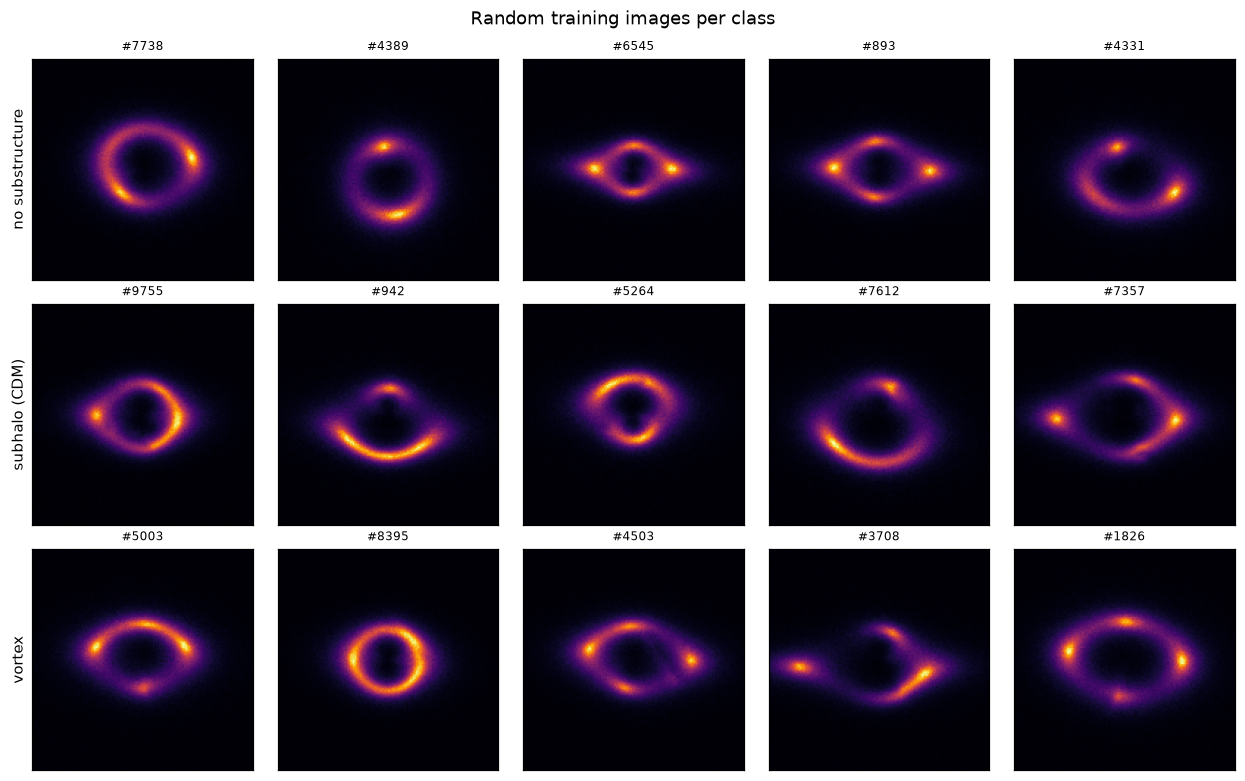 Random training images per class
#7738 #4389 #6545 #893 #4331
no substructure
#9755 #942 #5264 #7612 #7357
subhalo (CDM)
#5003 #8395 #4503 #3708 #1826
vortex